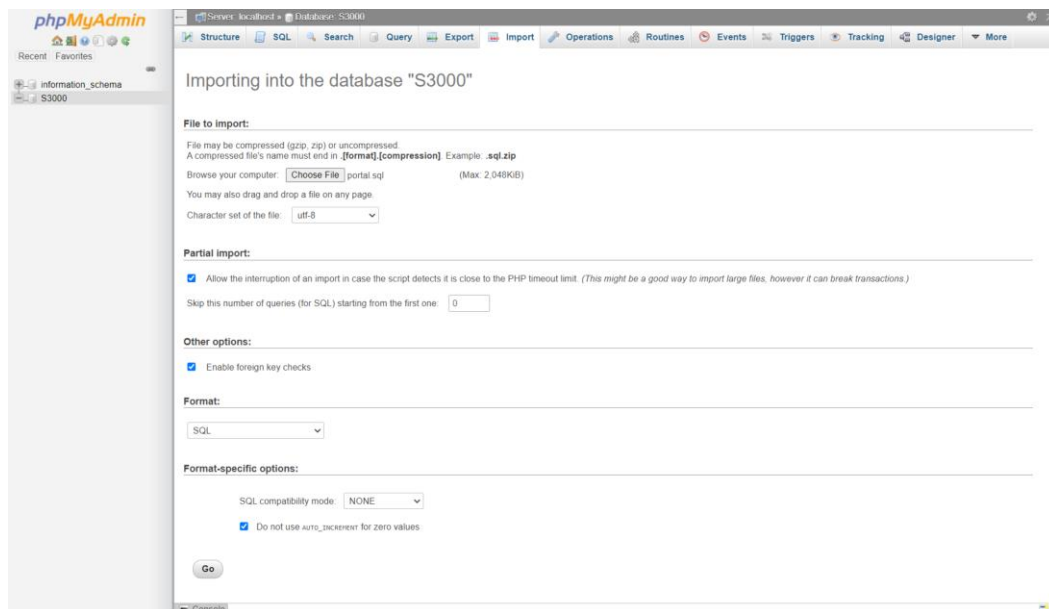 phpMyAdmin
Recent Favorites
information_schema
S3000
Server: localhost » Database: S3000
Structure SQL Search Query Export Import Operations Routines Events Triggers Tracking Designer More
Importing into the database "S3000"
File to import:
File may be compressed (gzip, zip) or uncompressed.
A compressed file's name must end in .[format].[compression]. Example: .sql.zip
Browse your computer: Choose File portal.sql (Max: 2,048KiB)
You may also drag and drop a file on any page.
Character set of the file: utf-8
Partial import:
Allow the interruption of an import in case the script detects it is close to the PHP timeout limit. (This might be a good way to import large files, however it can break transactions.)
Skip this number of queries (for SQL) starting from the first one: 0
Other options:
Enable foreign key checks
Format:
SQL
Format-specific options:
SQL compatibility mode: NONE
Do not use AUTO_INCREMENT for zero values
Go
Console